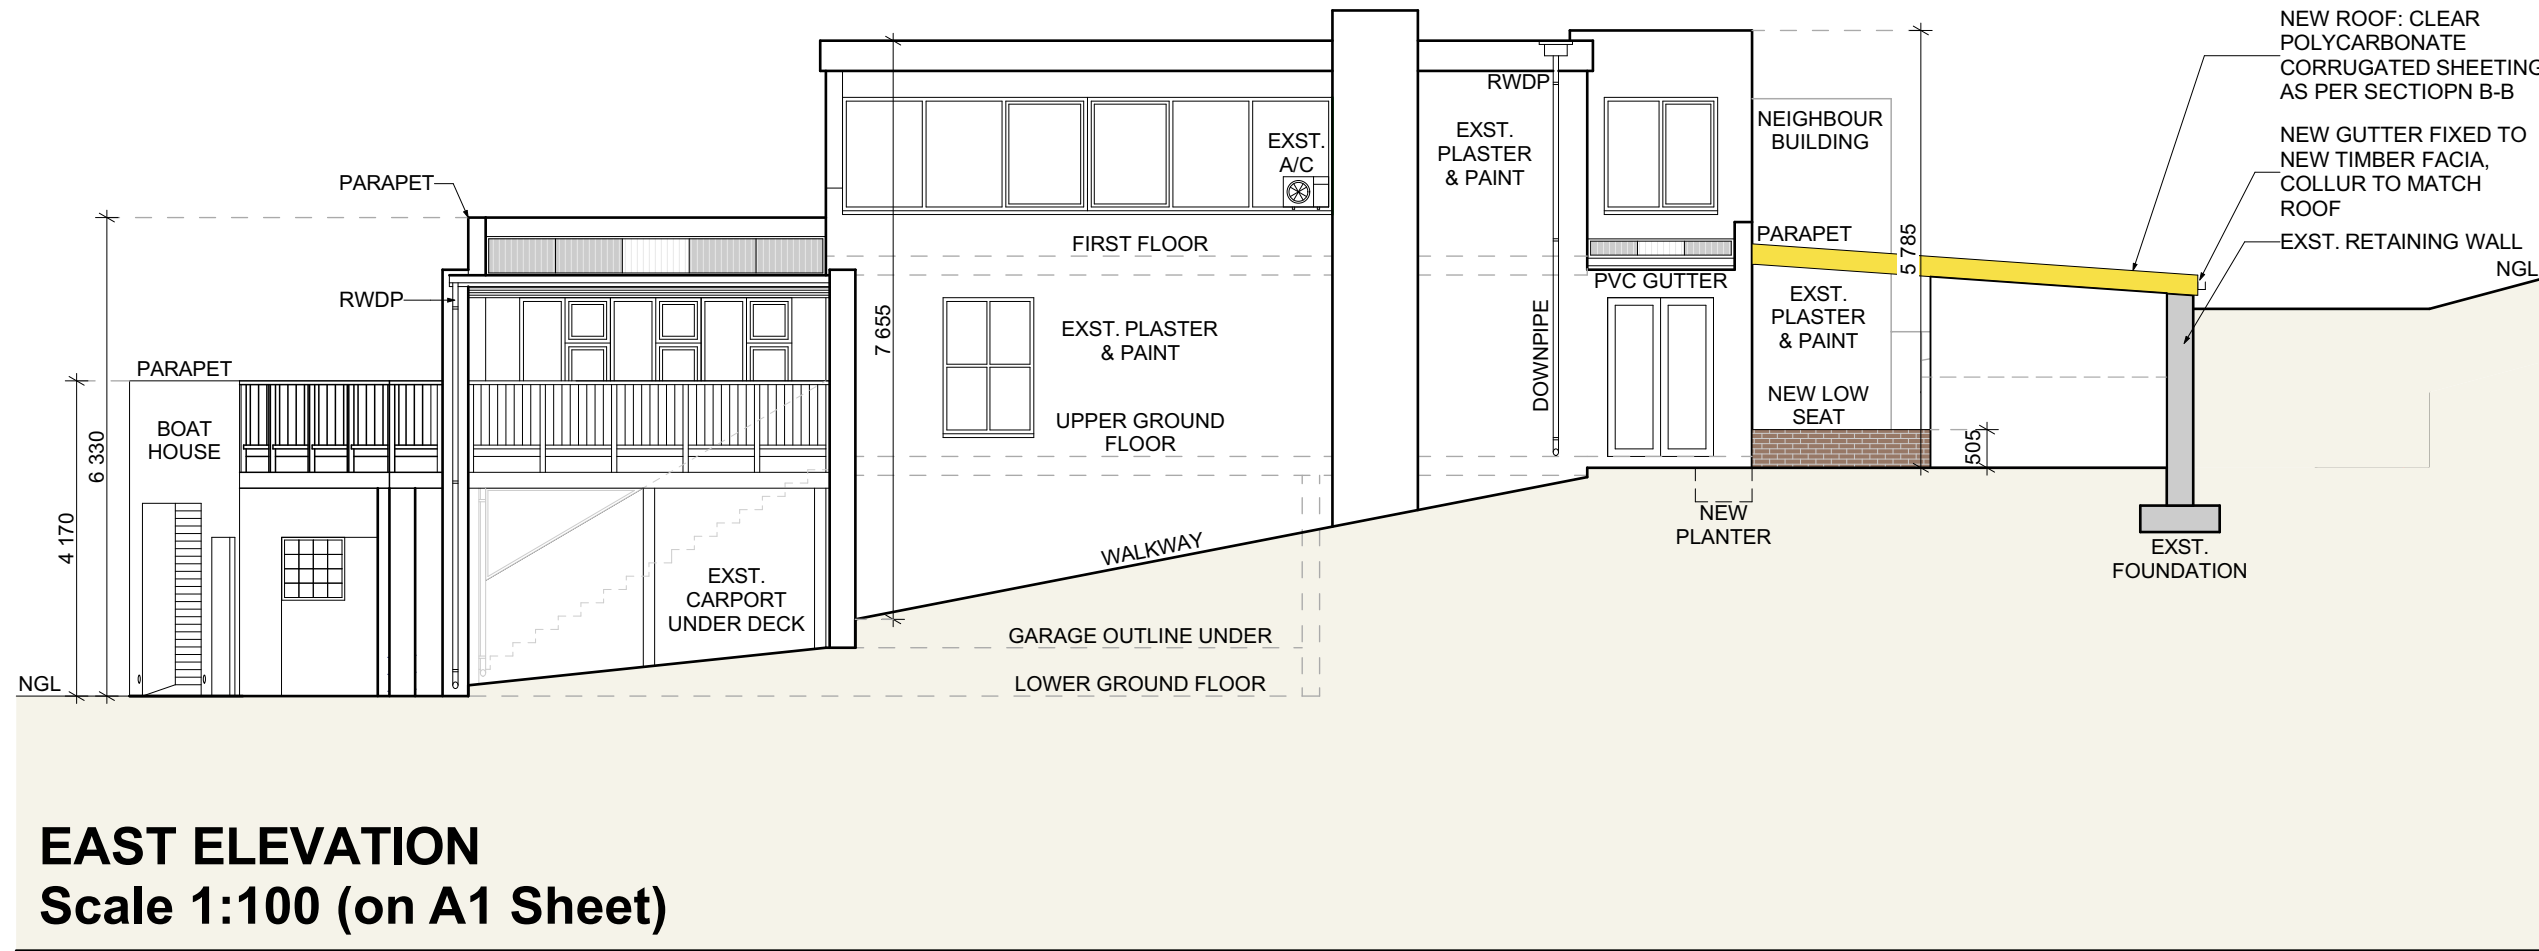 NEW ROOF: CLEAR
POLYCARBONATE
CORRUGATED SHEETING
AS PER SECTIOPN B-B
NEW GUTTER FIXED TO
NEW TIMBER FACIA,
COLLUR TO MATCH
ROOF
EXST. RETAINING WALL
NGL
RWDP
EXST.
PLASTER
& PAINT
NEIGHBOUR
BUILDING
EXST.
A/C
PARAPET
PARAPET
5 785
FIRST FLOOR
PVC GUTTER
RWDP
EXST.
PLASTER
& PAINT
7 655
EXST. PLASTER
& PAINT
DOWNPIPE
PARAPET
NEW LOW
SEAT
BOAT
HOUSE
UPPER GROUND
FLOOR
505
6 330
4 170
NEW
PLANTER
WALKWAY
EXST.
FOUNDATION
EXST.
CARPORT
UNDER DECK
GARAGE OUTLINE UNDER
NGL
LOWER GROUND FLOOR
EAST ELEVATION
Scale 1:100 (on A1 Sheet)